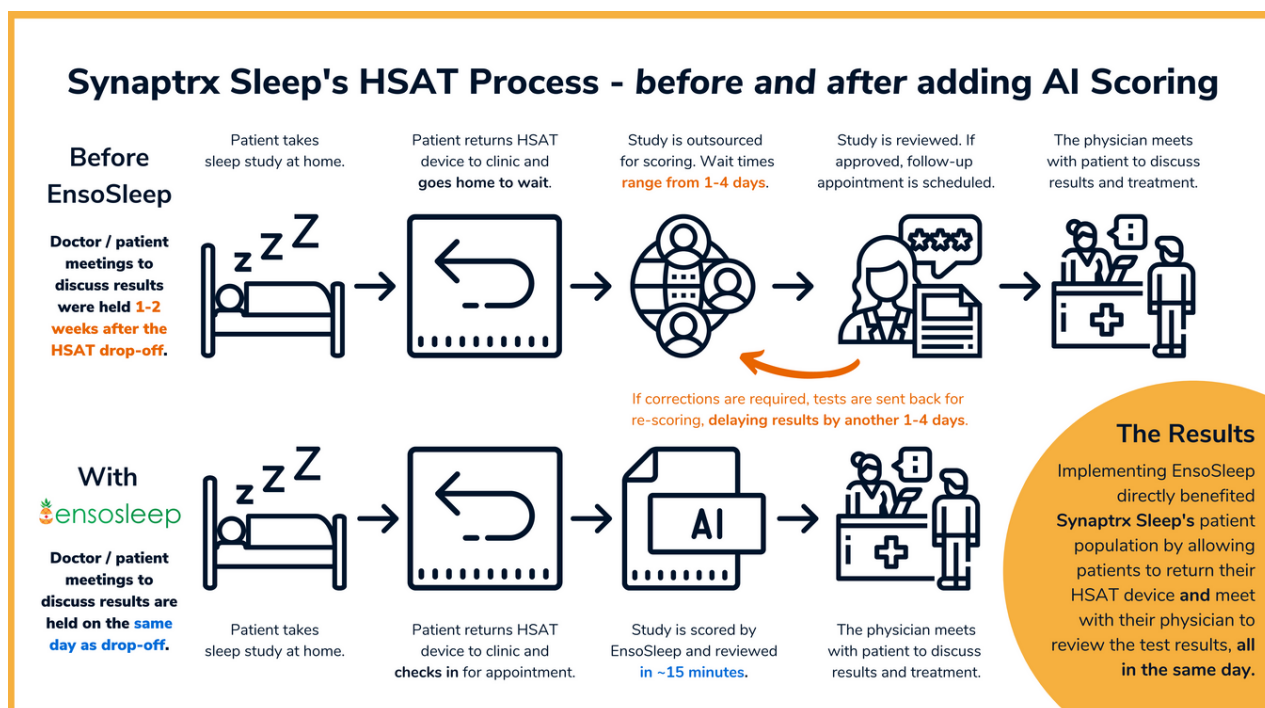 Synaptrx Sleep's HSAT Process - before and after adding AI Scoring
Before
EnsoSleep
Doctor / patient
meetings to
discuss results
were held 1-2
weeks after the
HSAT drop-off.
Patient takes
sleep study at home.
Patient returns HSAT
device to clinic and
goes home to wait.
Study is outsourced
for scoring. Wait times
range from 1-4 days.
Study is reviewed. If
approved, follow-up
appointment is scheduled.
The physician meets
with patient to discuss
results and treatment.
z z Z
i
If corrections are required, tests are sent back for
re-scoring, delaying results by another 1-4 days.
With
ensosleep
Doctor / patient
meetings to
discuss results are
held on the same
day as drop-off.
z z Z
AI
i
Patient takes
sleep study at home.
Patient returns HSAT
device to clinic and
checks in for appointment.
Study is scored by
EnsoSleep and reviewed
in ~15 minutes.
The physician meets
with patient to discuss
results and treatment.
The Results
Implementing EnsoSleep
directly benefited
Synaptrx Sleep's patient
population by allowing
patients to return their
HSAT device and meet
with their physician to
review the test results, all
in the same day.